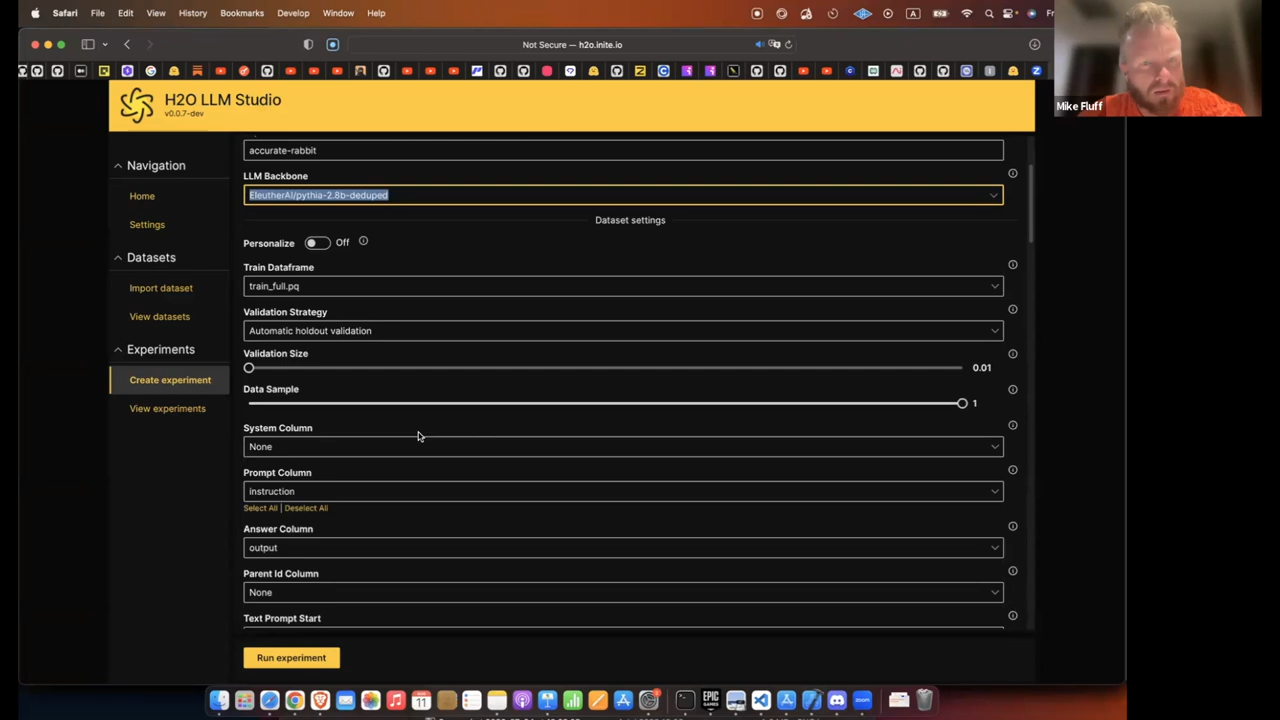 Safari File Edit View History Bookmarks Develop Window Help
Not Secure — h2o.inite.io
Mike Fluff
H2O LLM Studio
v0.0.7-dev
Navigation
Home
Settings
Datasets
Import dataset
View datasets
Experiments
Create experiment
View experiments
accurate-rabbit
LLM Backbone
EleutherAI/pythia-2.8b-deduped
Dataset settings
Personalize Off
Train Dataframe
train_full.pq
Validation Strategy
Automatic holdout validation
Validation Size
0.01
Data Sample
1
System Column
None
Prompt Column
instruction
Select All | Deselect All
Answer Column
output
Parent Id Column
None
Text Prompt Start
Run experiment